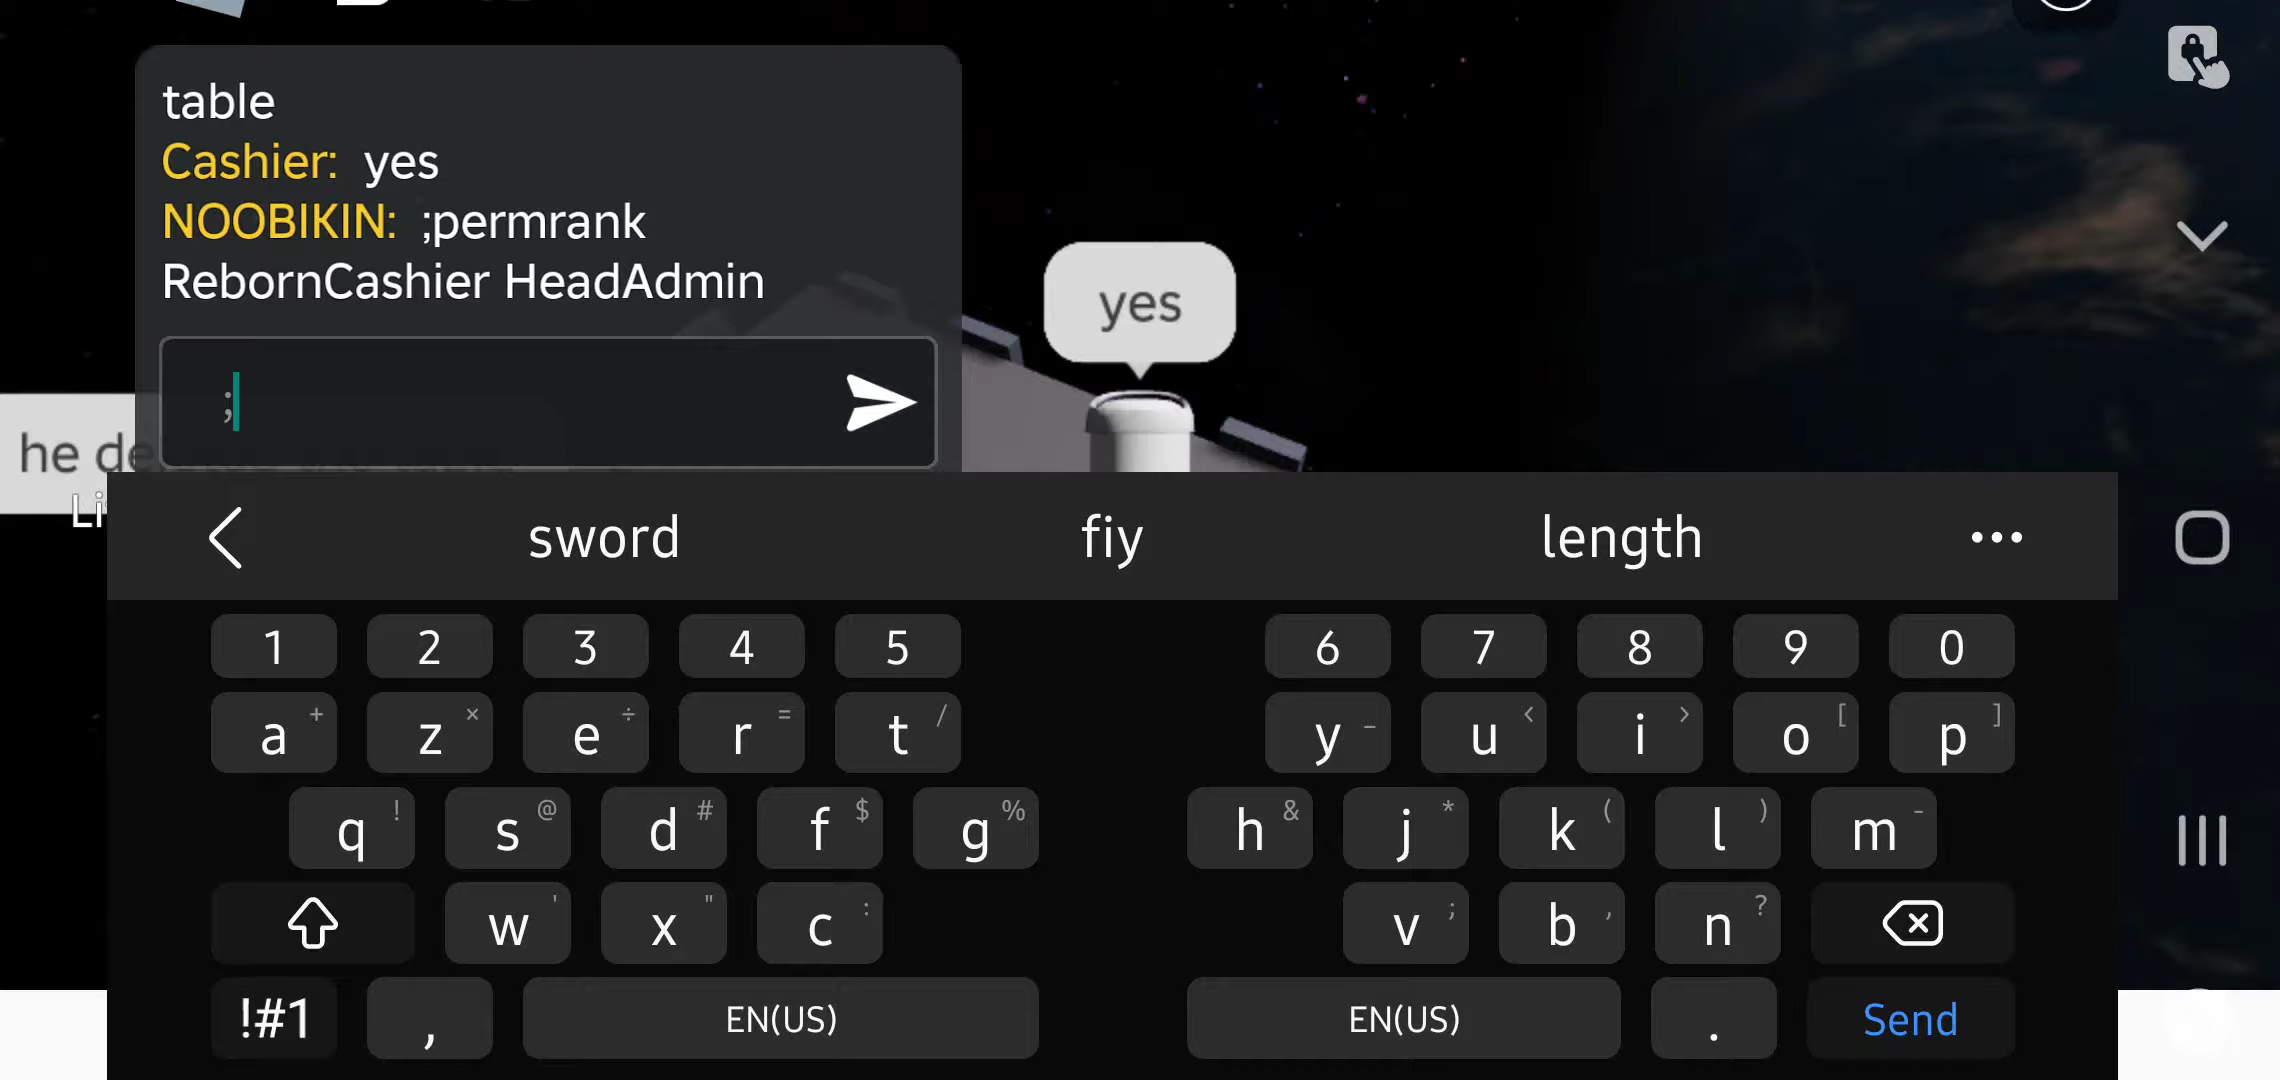 table
Cashier: yes
NOOBIKIN: ;permrank
RebornCashier HeadAdmin
yes
;
he de
Li
sword fiy length
1 2 3 4 5 6 7 8 9 0
a + z × e ÷ r = t / y _ u < i > o [ p ]
q ! s @ d # f $ g % h & j * k ( l ) m -
w ' x " c : v ; b , n ?
!#1 , EN(US) EN(US) . Send